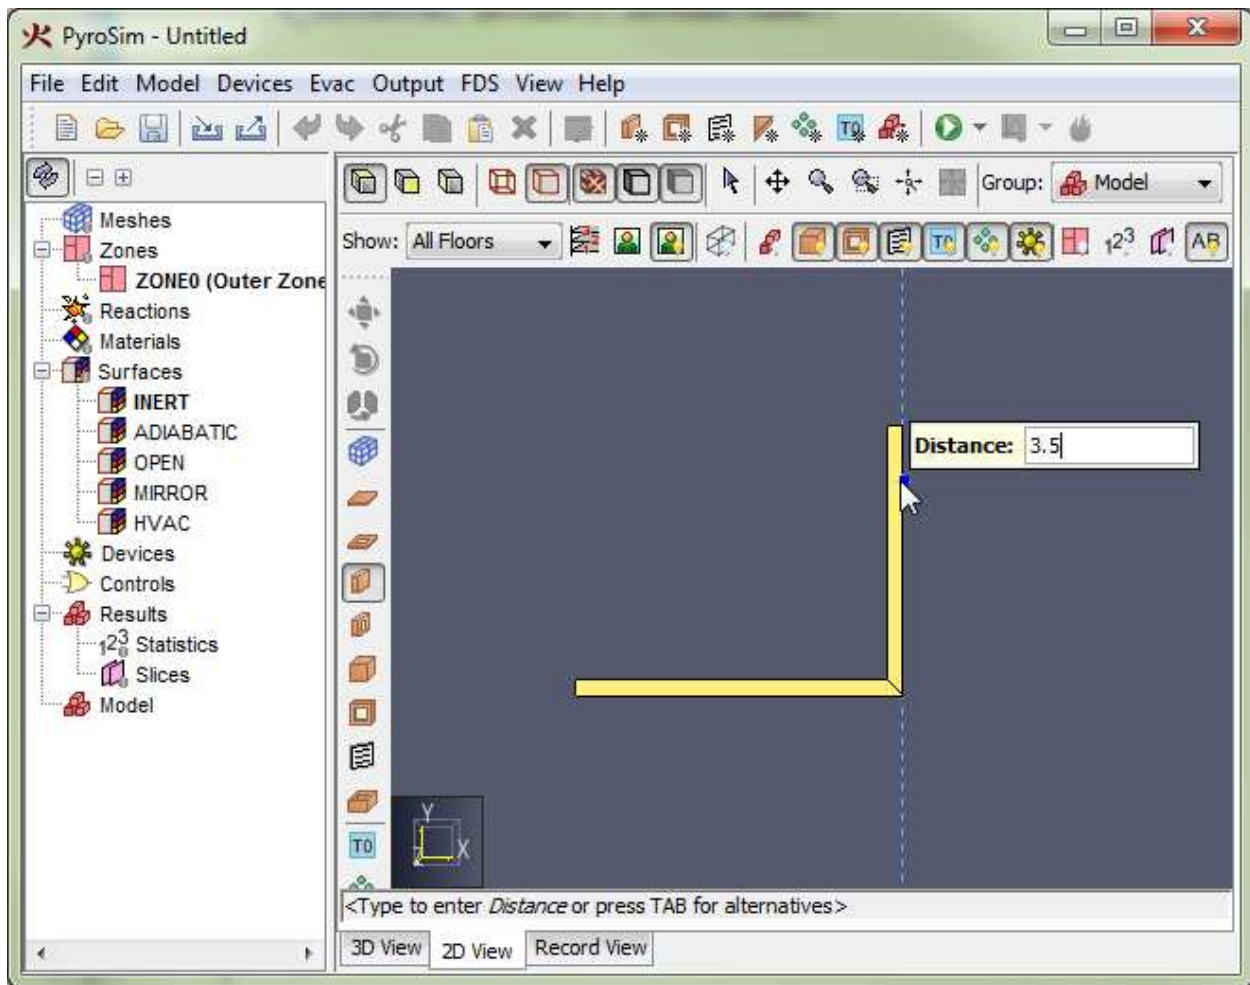 PyroSim - Untitled
File Edit Model Devices Evac Output FDS View Help
Group: Model
Show: All Floors
Meshes
Zones
ZONE0 (Outer Zone
Reactions
Materials
Surfaces
INERT
ADIABATIC
OPEN
MIRROR
HVAC
Devices
Controls
Results
Statistics
Slices
Model
Distance: 3.5
Y
X
<Type to enter Distance or press TAB for alternatives>
3D View 2D View Record View